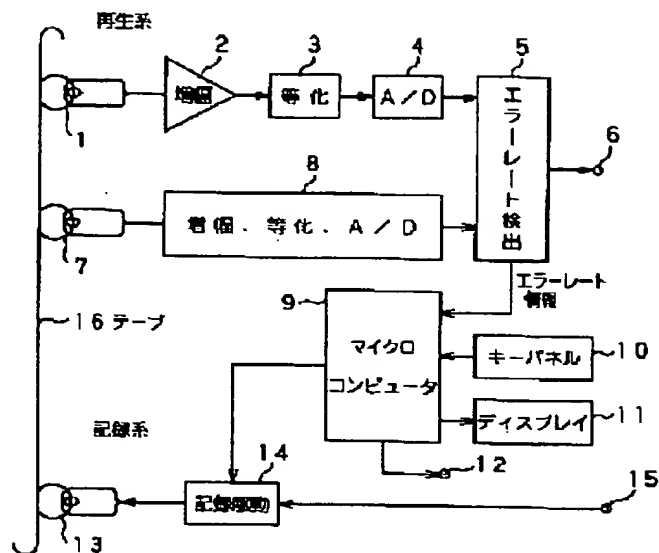 再生系
2
3
4
5
増幅
等化
A/D
エラーレート検出
6
1
8
増幅、等化、A/D
7
エラーレート
情報
9
16テープ
マイクロ
コンピュータ
キーパネル
10
ディスプレイ
11
記録系
12
14
記録駆動
15
13